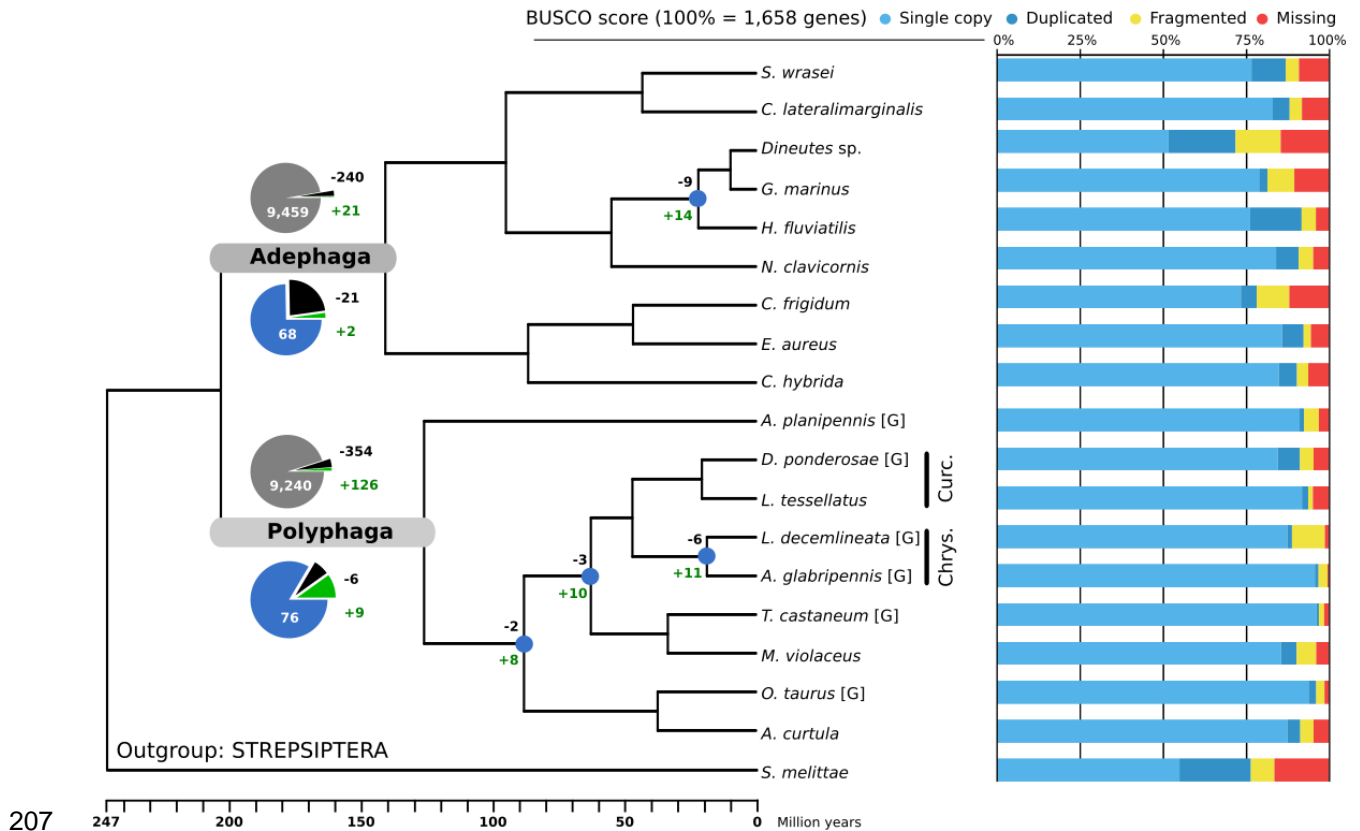 BUSCO score (100% = 1,658 genes) Single copy Duplicated Fragmented Missing
0% 25% 50% 75% 100%
S. wrasei
C. lateralimarginalis
Dineutes sp.
G. marinus
H. fluviatilis
N. clavicornis
C. frigidum
E. aureus
C. hybrida
A. planipennis [G]
D. ponderosae [G]
L. tessellatus
Curc.
L. decemlineata [G]
A. glabripennis [G]
Chrys.
T. castaneum [G]
M. violaceus
O. taurus [G]
A. curtula
S. melittae
-9
+14
-240
9,459
+21
Adephaga
-21
68
+2
-354
9,240
+126
Polyphaga
-6
76
+9
-6
+11
-3
+10
-2
+8
Outgroup: STREPSIPTERA
247 200 150 100 50 0 Million years
207